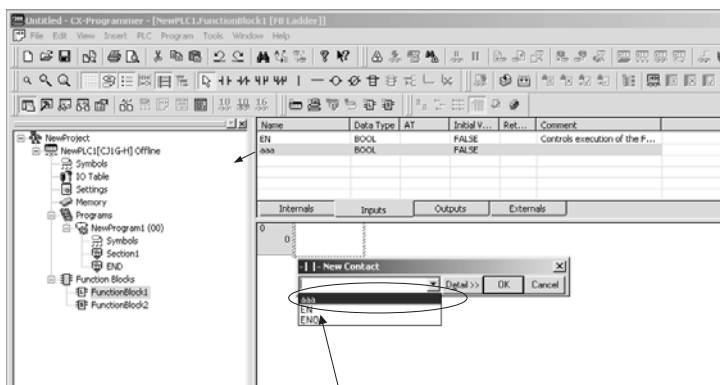 Untitled - CX-Programmer - [NewPLC1.FunctionBlock1 [FB Ladder]]
File Edit View Insert PLC Program Tools Window Help
10 10 16
NewProject
NewPLC1[CJ1G-H] Offline
Symbols
IO Table
Settings
Memory
Programs
NewProgram1 (00)
Symbols
Section1
END
Function Blocks
FunctionBlock1
FunctionBlock2
Name Data Type AT Initial V... Ret... Comment
EN BOOL FALSE Controls execution of the F...
aaa BOOL FALSE
Internals Inputs Outputs Externals
0
0
- New Contact
Detail >> OK Cancel
aaa
EN
ENO